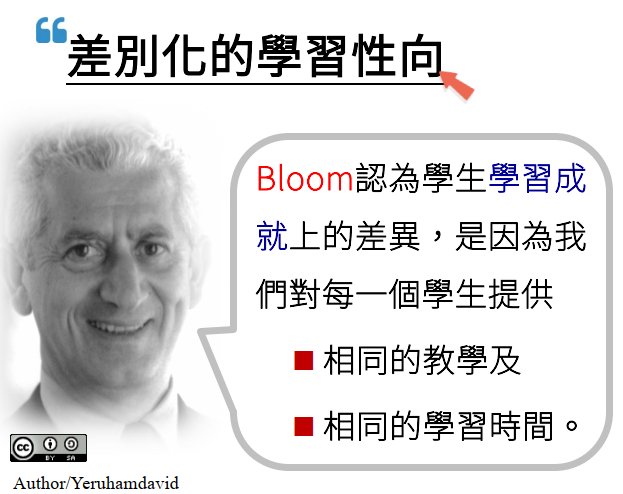 差別化的學習性向
Bloom認為學生學習成
就上的差異，是因為我
們對每一個學生提供
相同的教學及
相同的學習時間。
cc
BY SA
Author/Yeruhamdavid